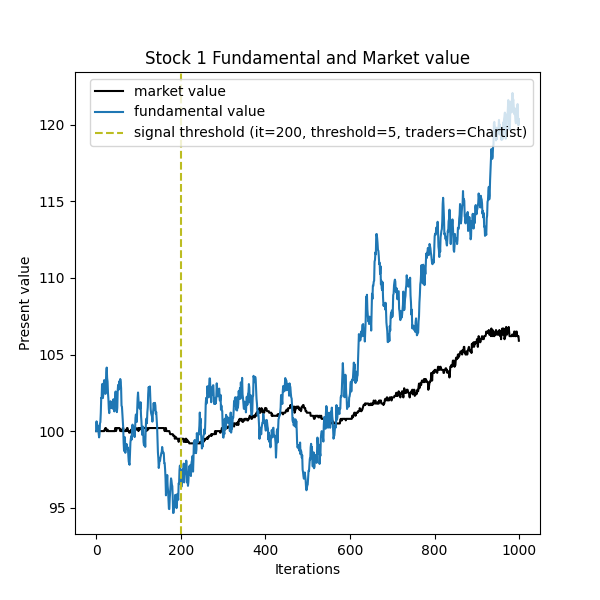 Stock 1 Fundamental and Market value
market value
fundamental value
signal threshold (it=200, threshold=5, traders=Chartist)
Present value
120
115
110
105
100
95
0 200 400 600 800 1000
Iterations